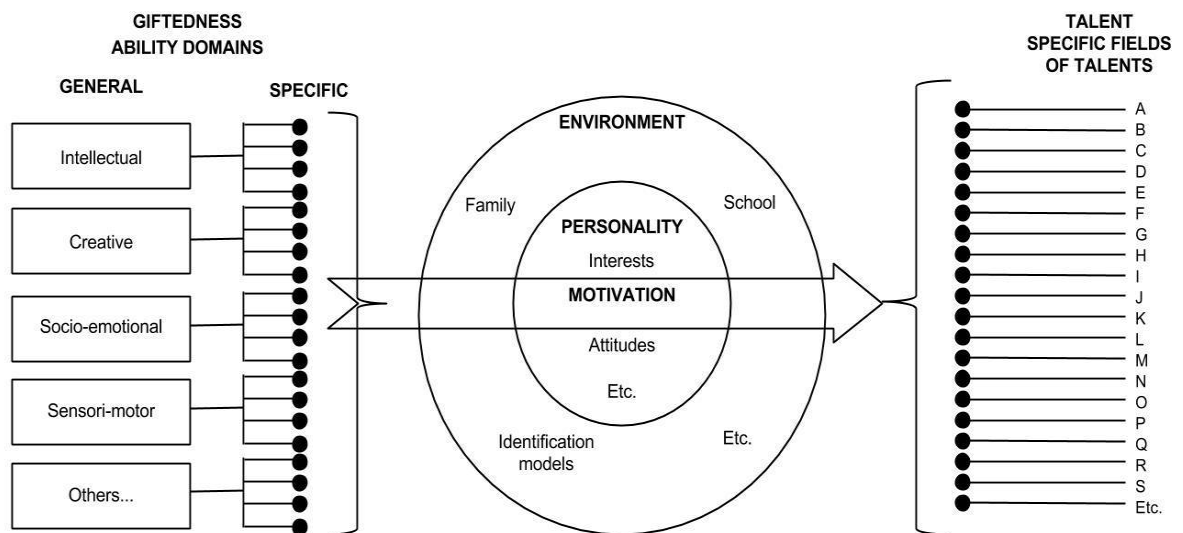 GIFTEDNESS
ABILITY DOMAINS
GENERAL
SPECIFIC
Intellectual
Creative
Socio-emotional
Sensori-motor
Others...
ENVIRONMENT
Family
School
PERSONALITY
Interests
MOTIVATION
Attitudes
Etc.
Identification
models
Etc.
TALENT
SPECIFIC FIELDS
OF TALENTS
A
B
C
D
E
F
G
H
I
J
K
L
M
N
O
P
Q
R
S
Etc.